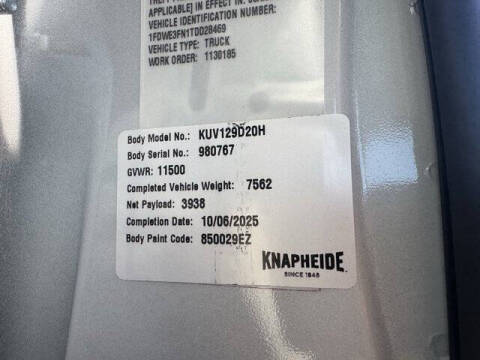 APPLICABLE] IN EFFECT IN
VEHICLE IDENTIFICATION NUMBER:
1FDWE3FN1TDD28469
VEHICLE TYPE: TRUCK
WORK ORDER: 1130185
Body Model No.: KUV129D20H
Body Serial No.: 980767
GVWR: 11500
Completed Vehicle Weight: 7562
Net Payload: 3938
Completion Date: 10/06/2025
Body Paint Code: 850029EZ
KNAPHEIDE
SINCE 1848